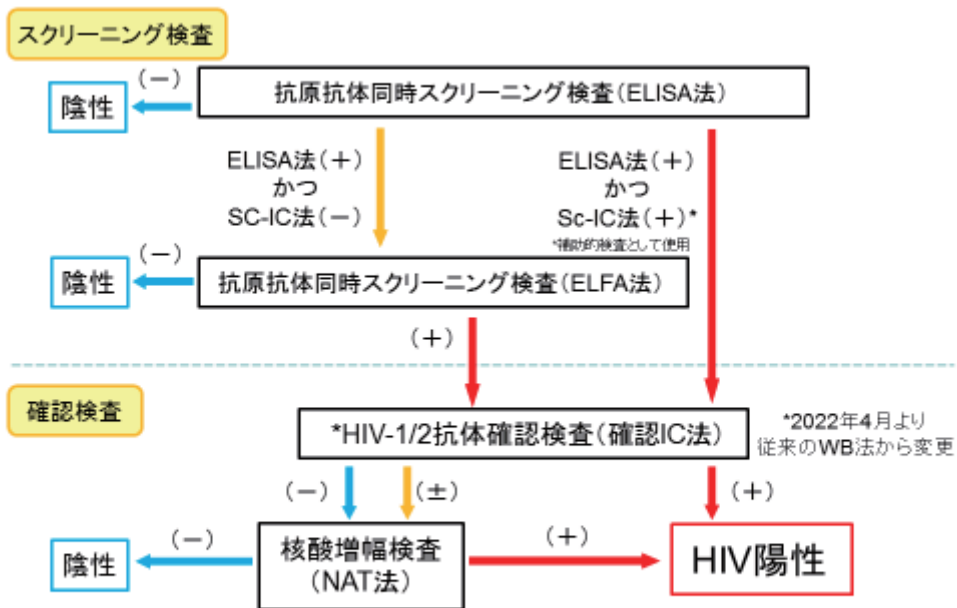 スクリーニング検査
(−)
陰性
抗原抗体同時スクリーニング検査(ELISA法)
ELISA法(+)
かつ
SC-IC法(−)
ELISA法(+)
かつ
Sc-IC法(+)*
*補助的検査として使用
(−)
陰性
抗原抗体同時スクリーニング検査(ELFA法)
(+)
確認検査
*HIV-1/2抗体確認検査(確認IC法)
*2022年4月より
従来のWB法から変更
(−)
(±)
(+)
陰性
(−)
核酸増幅検査
(NAT法)
(+)
HIV陽性